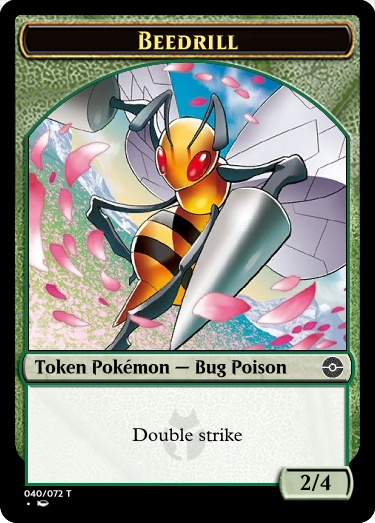 Beedrill
Token Pokémon — Bug Poison
Double strike
2/4
040/072 T